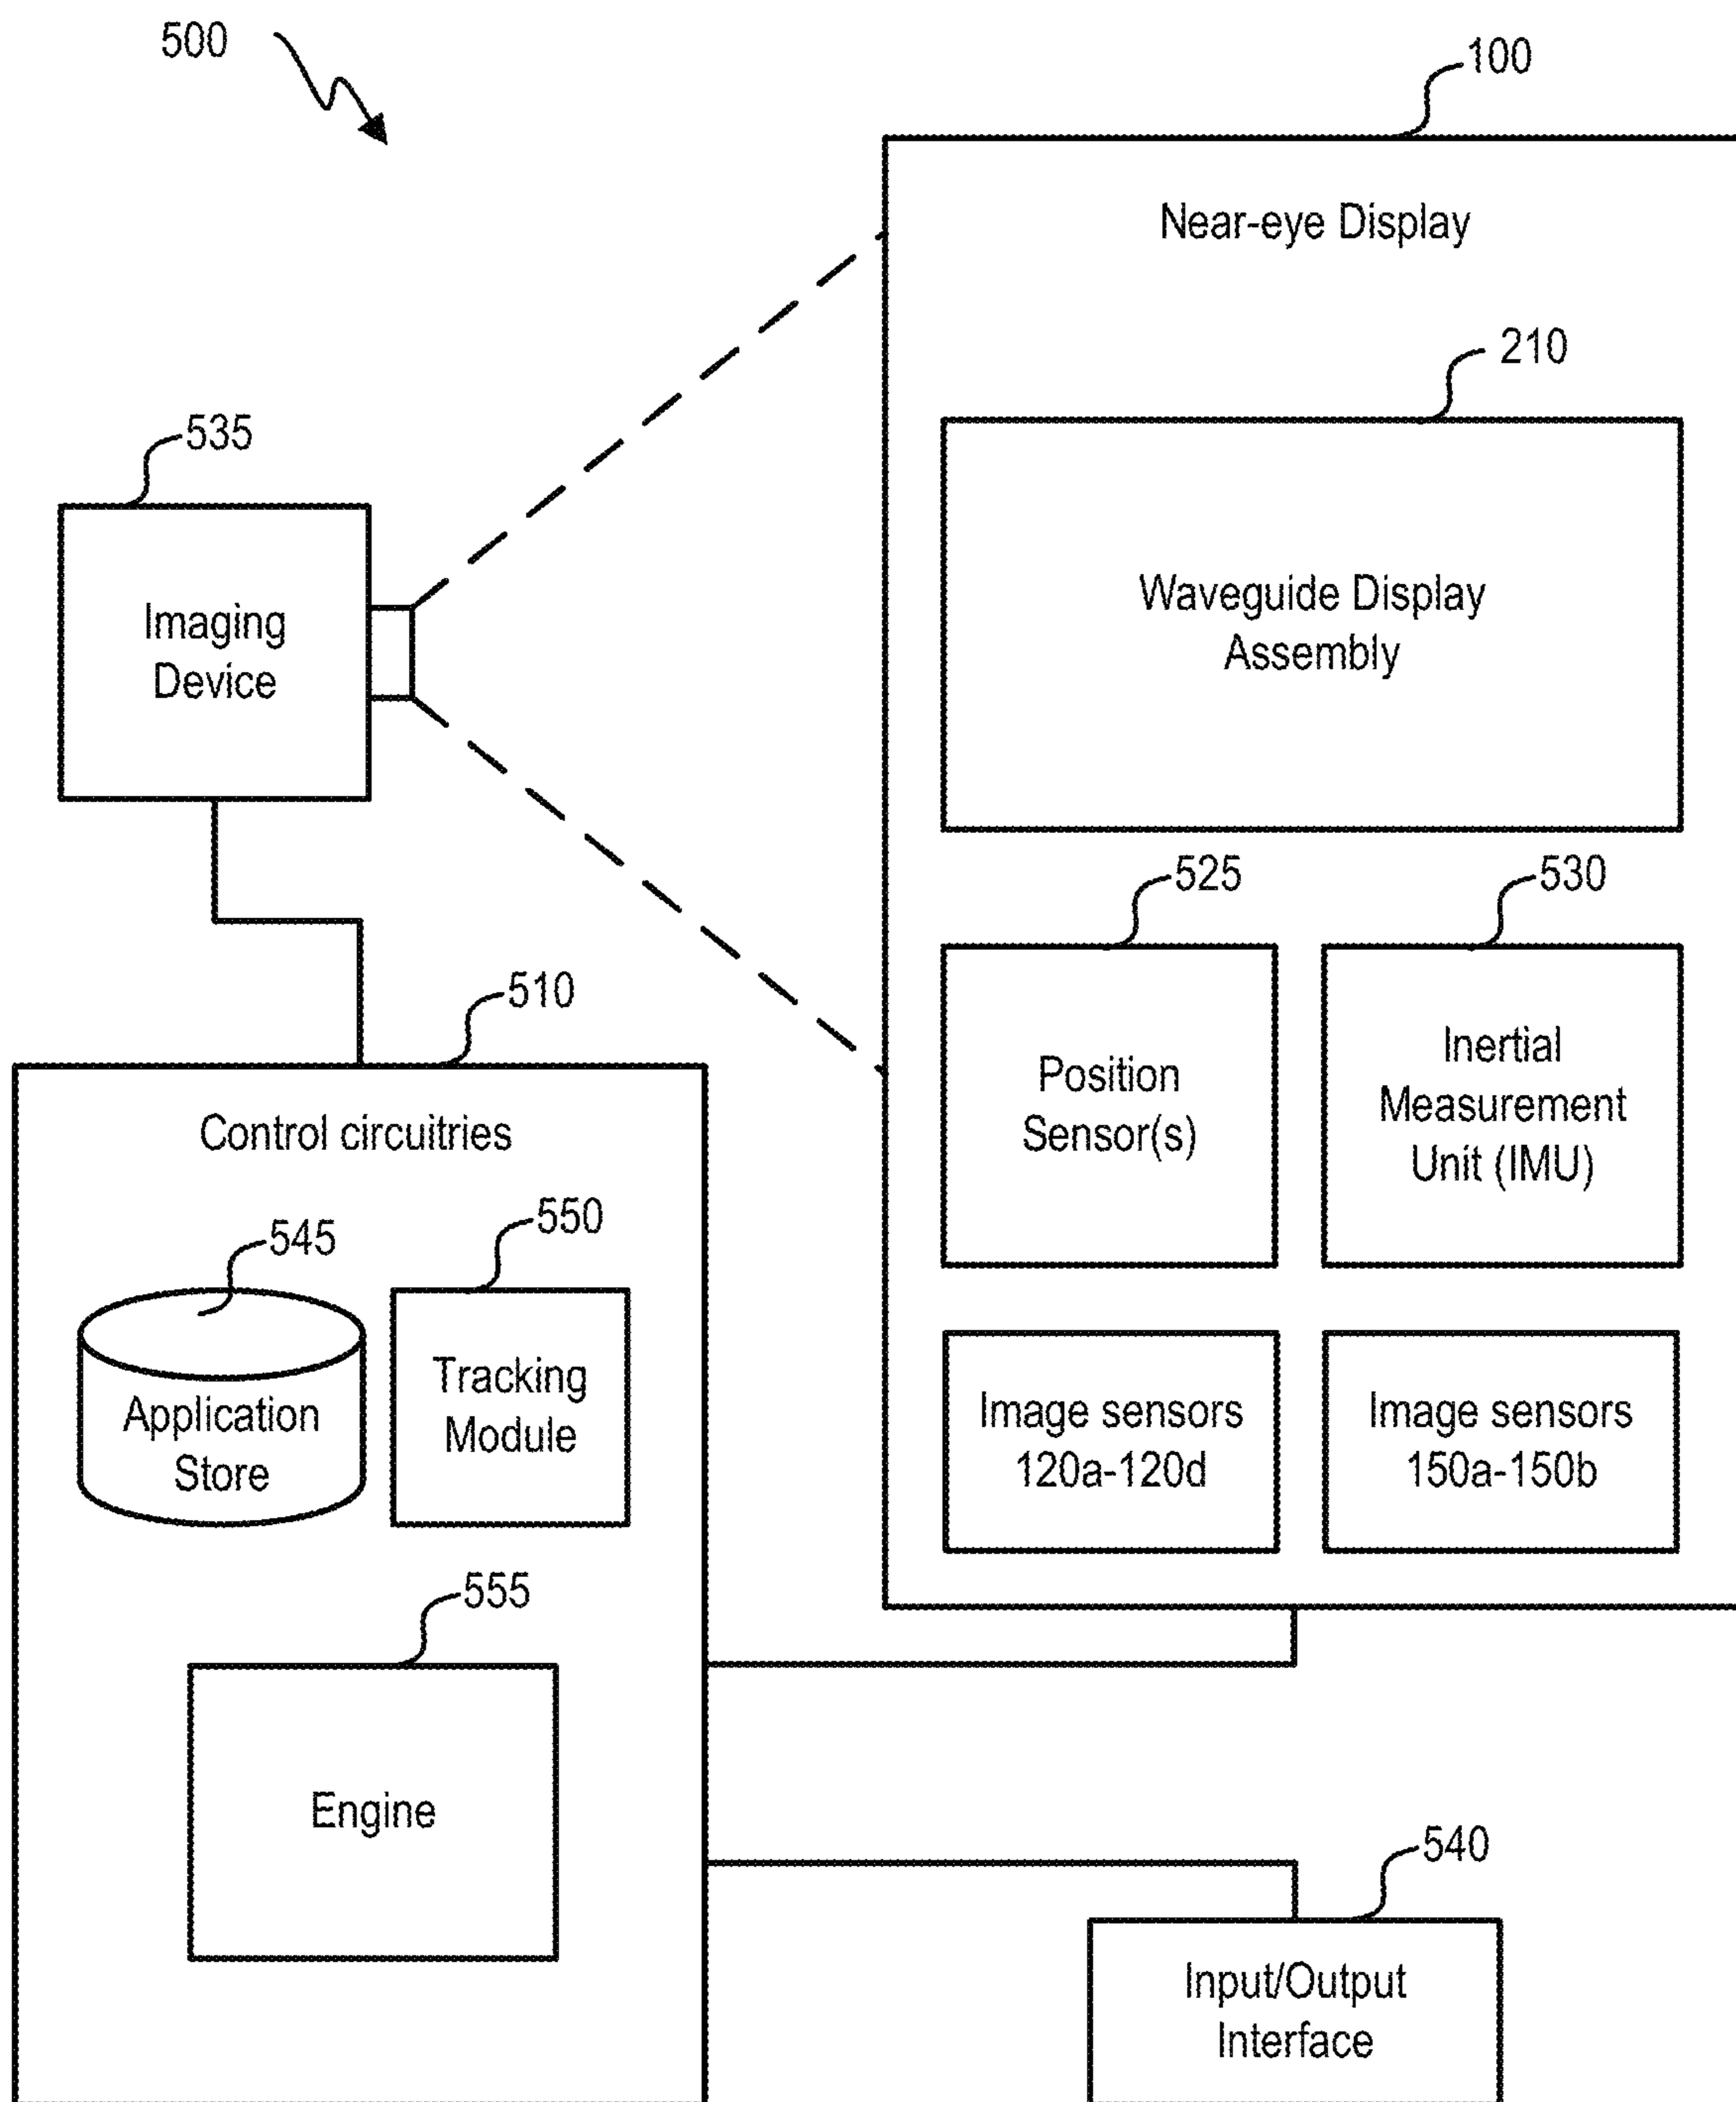 500
100
Near-eye Display
210
Waveguide Display
Assembly
535
Imaging
Device
525
530
Position
Sensor(s)
Inertial
Measurement
Unit (IMU)
Image sensors
120a-120d
Image sensors
150a-150b
510
Control circuitries
545
550
Application
Store
Tracking
Module
555
Engine
540
Input/Output
Interface